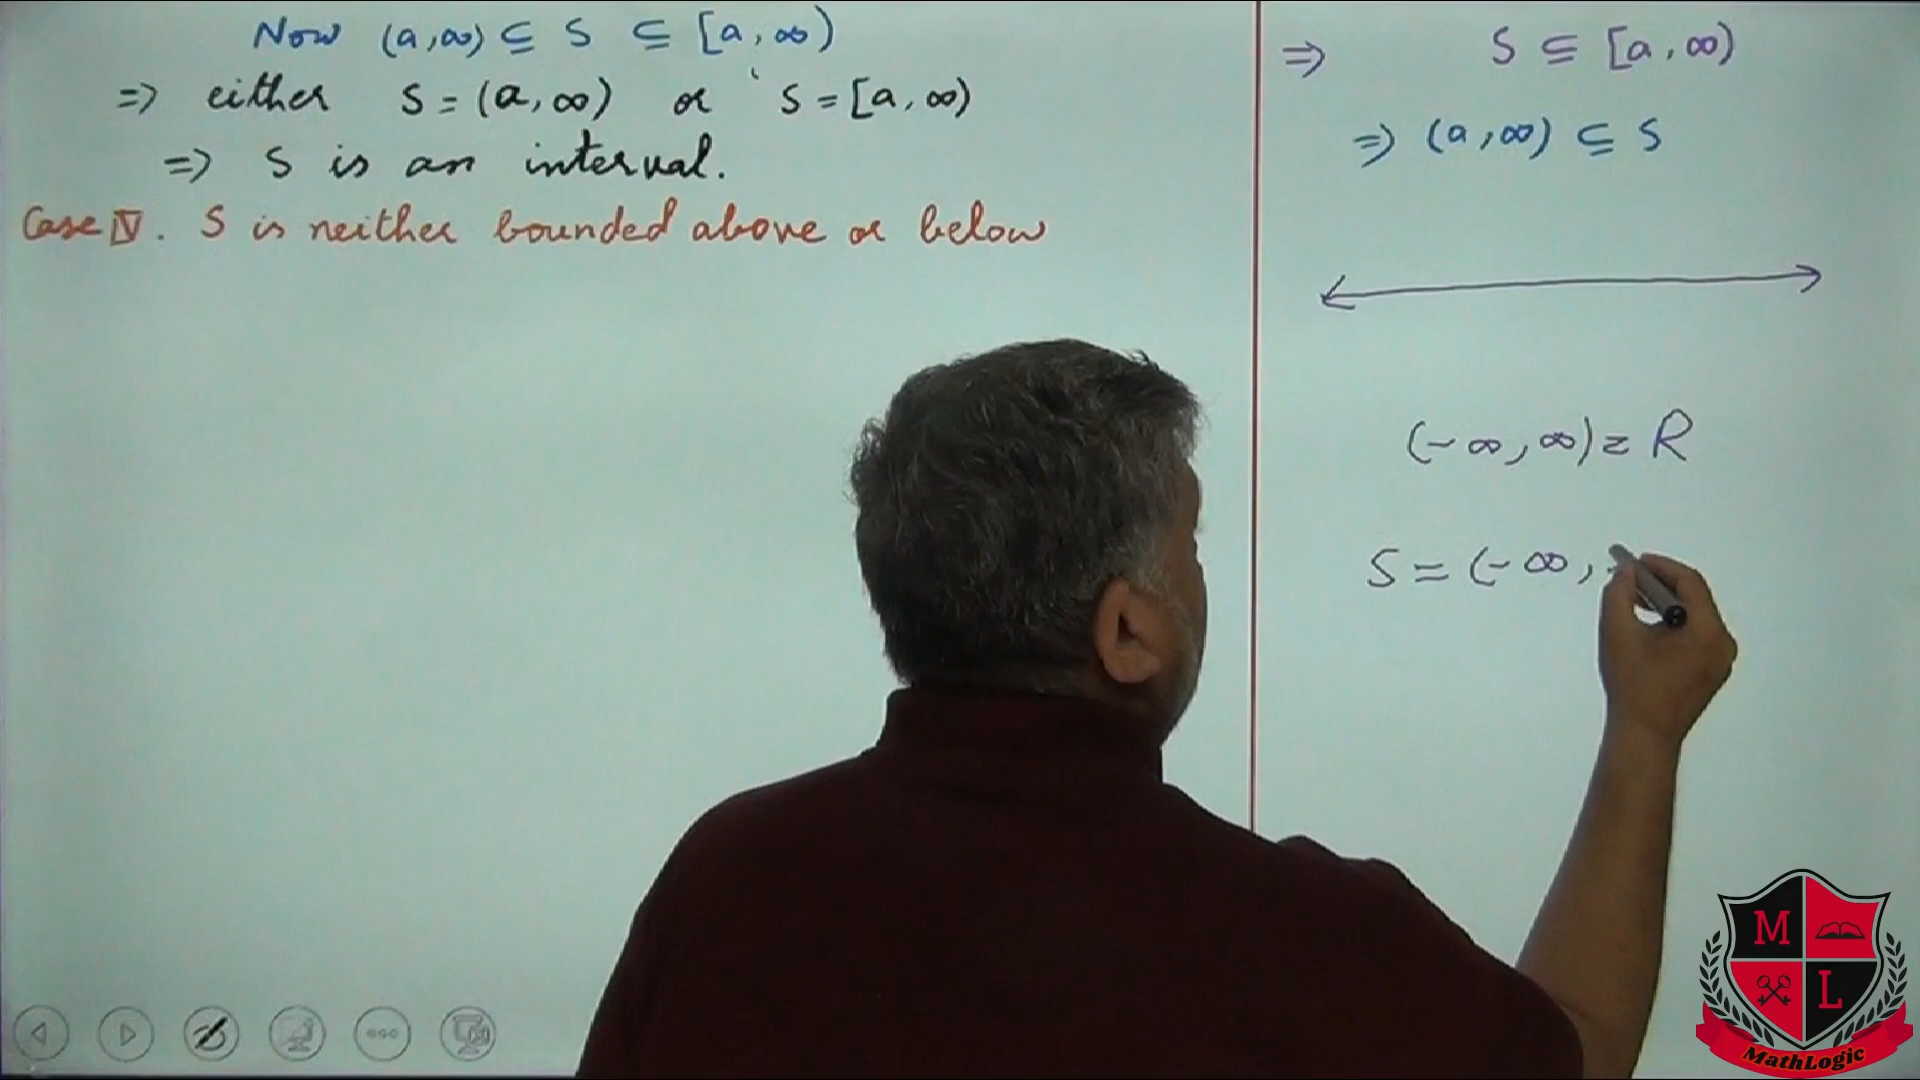 Now (a,∞) ⊆ S ⊆ [a,∞)
⇒ either S = (a,∞) or S = [a,∞)
⇒ S is an interval.
Case IV. S is neither bounded above or below
⇒ S ⊆ [a,∞)
⇒ (a,∞) ⊆ S
(-∞,∞) = R
S = (-∞,
M
L
MathLogic